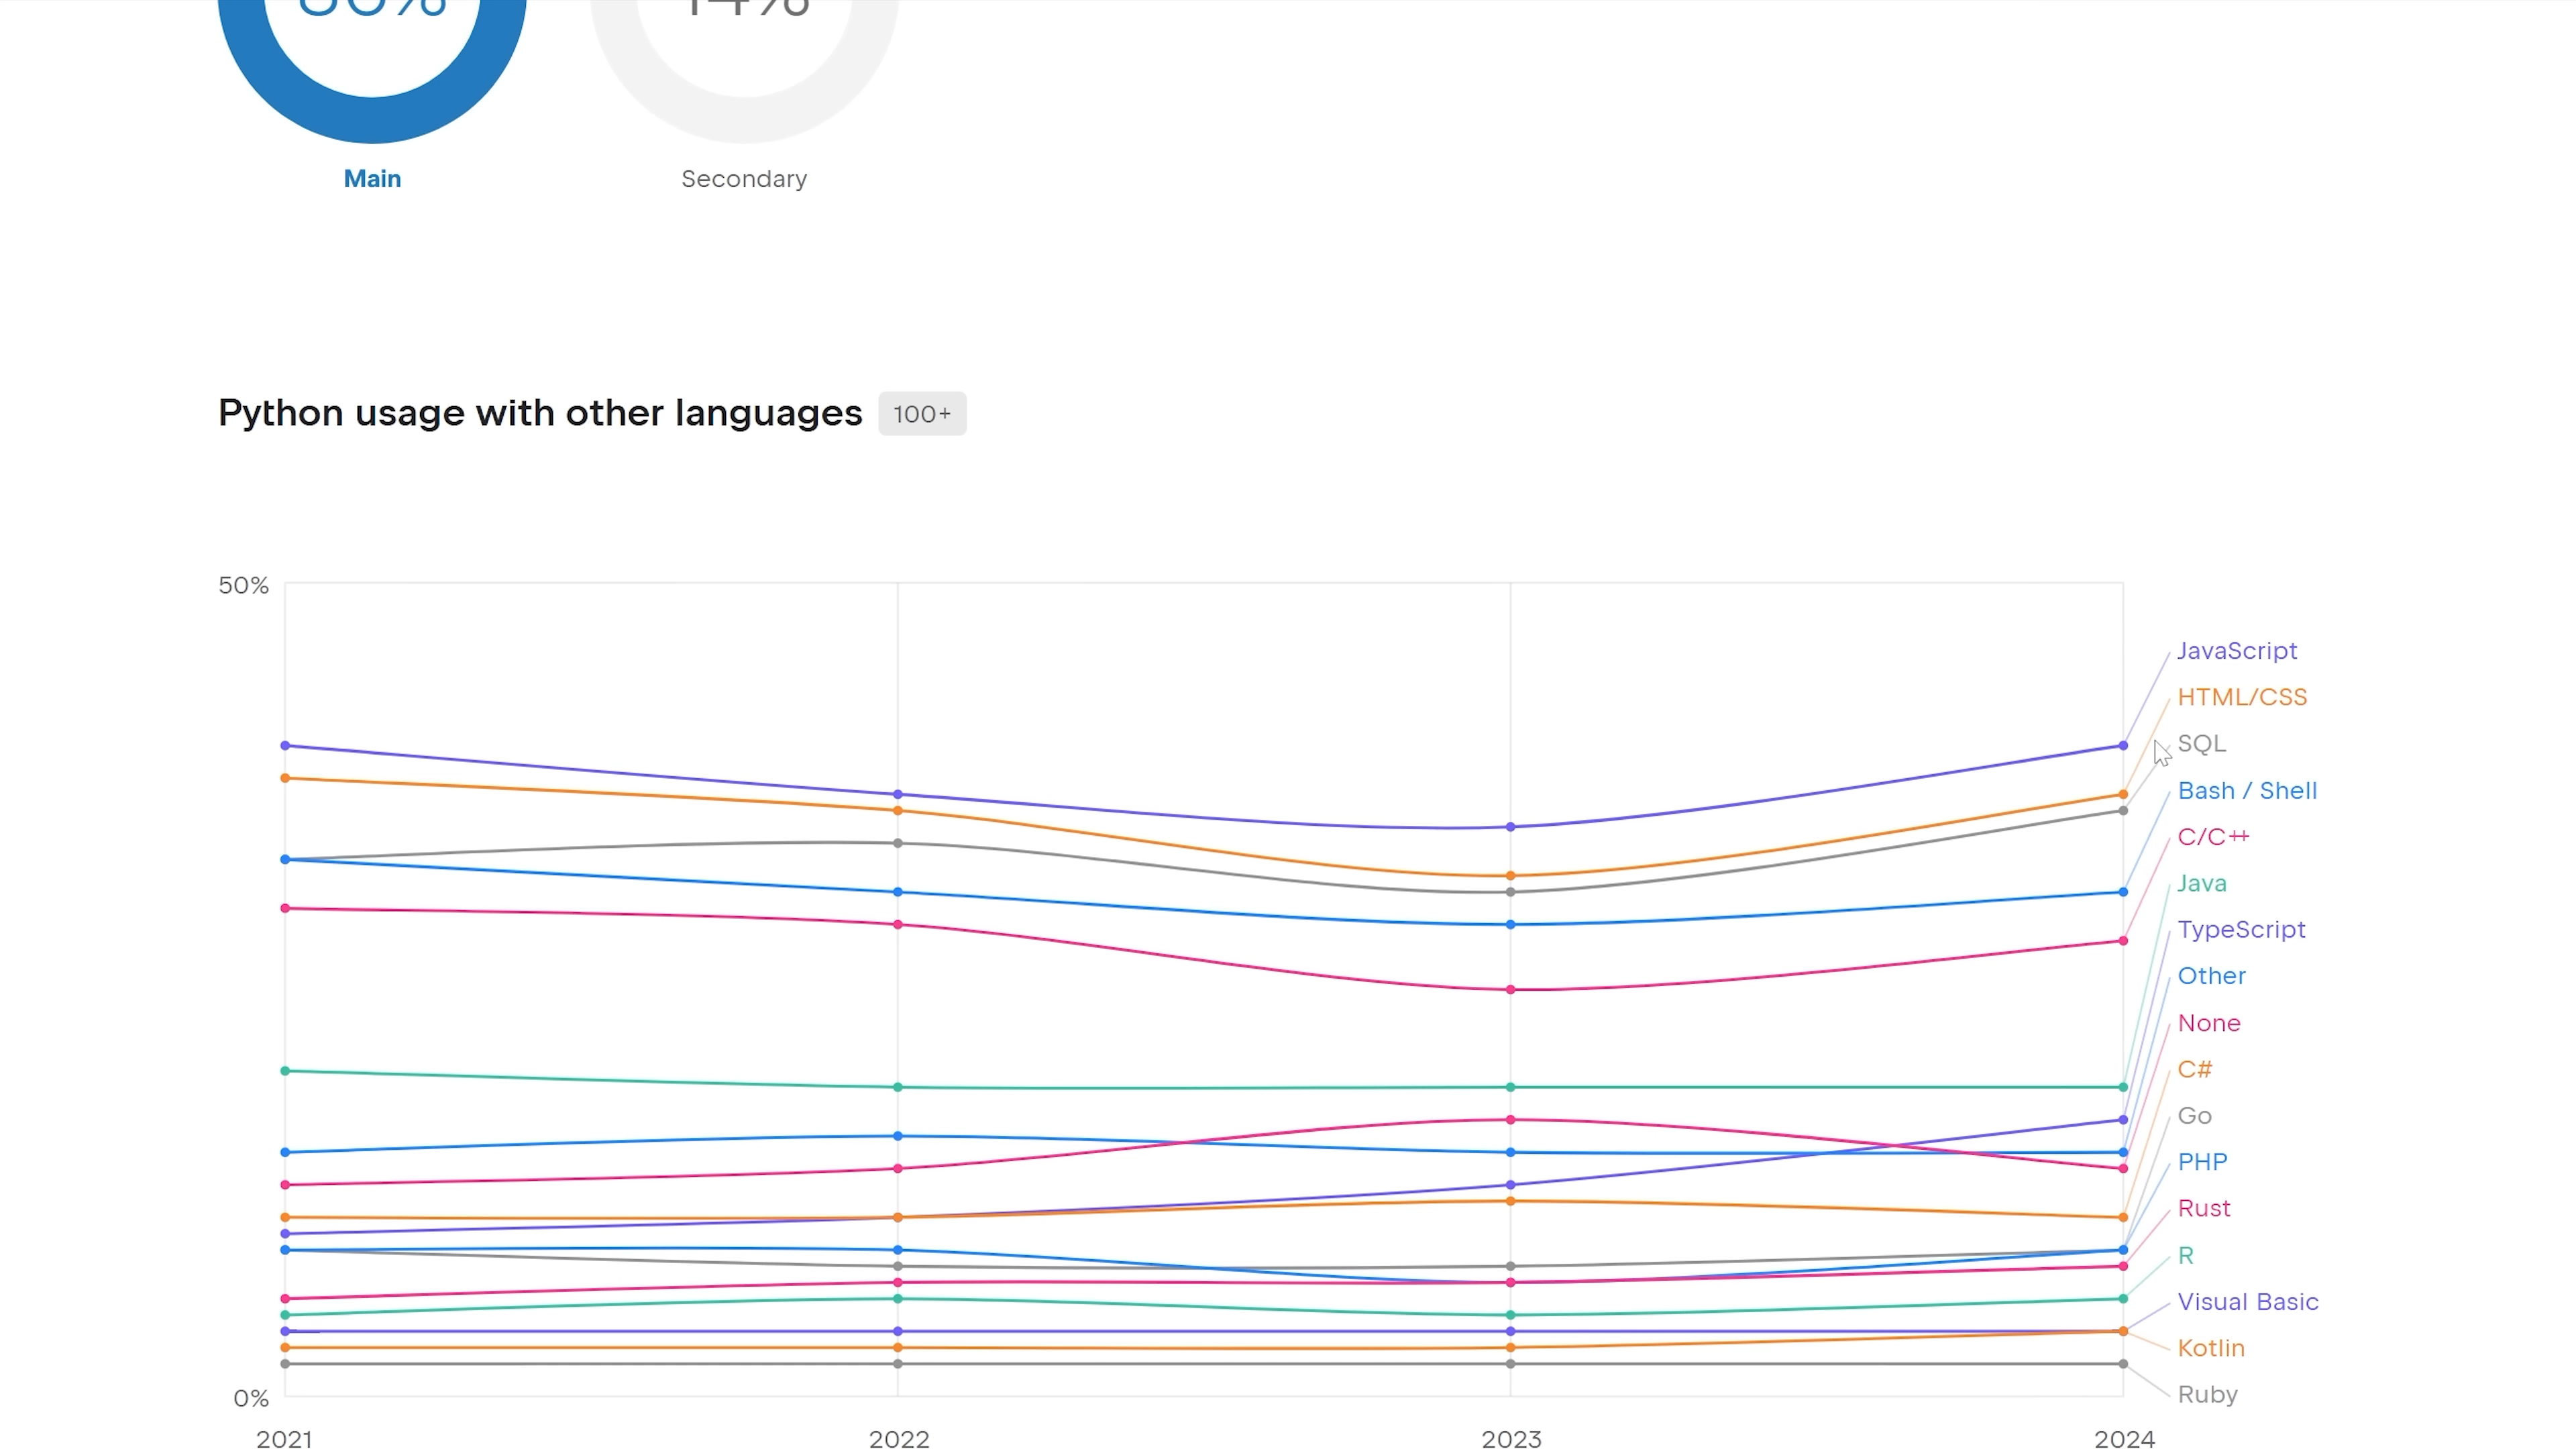 14%
Main
Secondary
Python usage with other languages 100+
50%
JavaScript
HTML/CSS
SQL
Bash / Shell
C/C++
Java
TypeScript
Other
None
C#
Go
PHP
Rust
R
Visual Basic
Kotlin
0%
Ruby
2021 2022 2023 2024